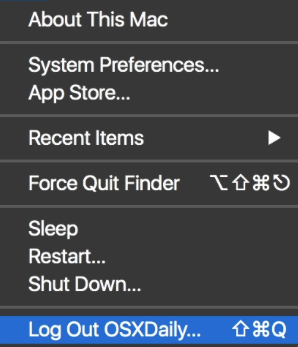 About This Mac
System Preferences...
App Store...
Recent Items ▶
Force Quit Finder ⌥⇧⌘⎋
Sleep
Restart...
Shut Down...
Log Out OSXDaily... ⇧⌘Q